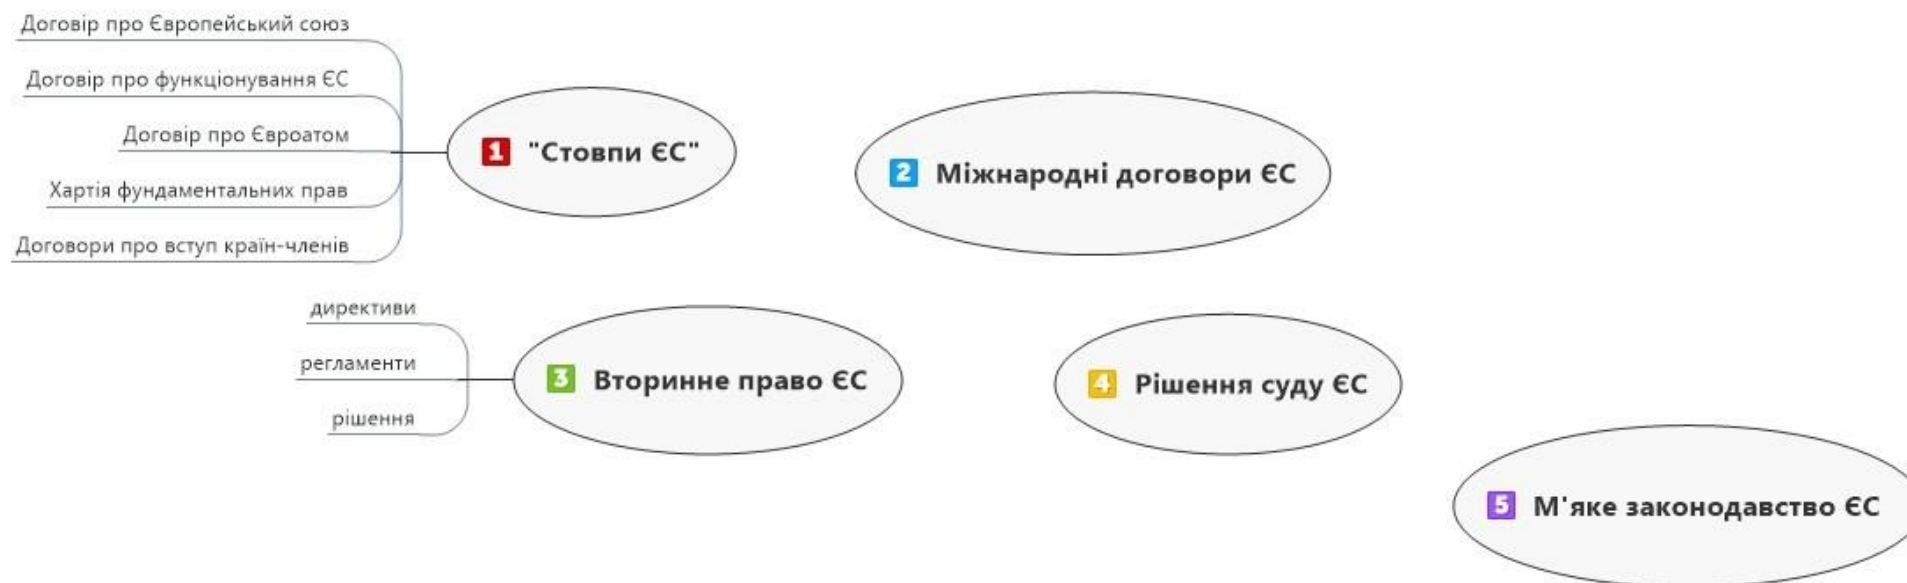 Договір про Європейський союз
Договір про функціонування ЄС
Договір про Євроатом
Хартія фундаментальних прав
Договори про вступ країн-членів
1 "Стовпи ЄС"
2 Міжнародні договори ЄС
директиви
регламенти
рішення
3 Вторинне право ЄС
4 Рішення суду ЄС
5 М'яке законодавство ЄС